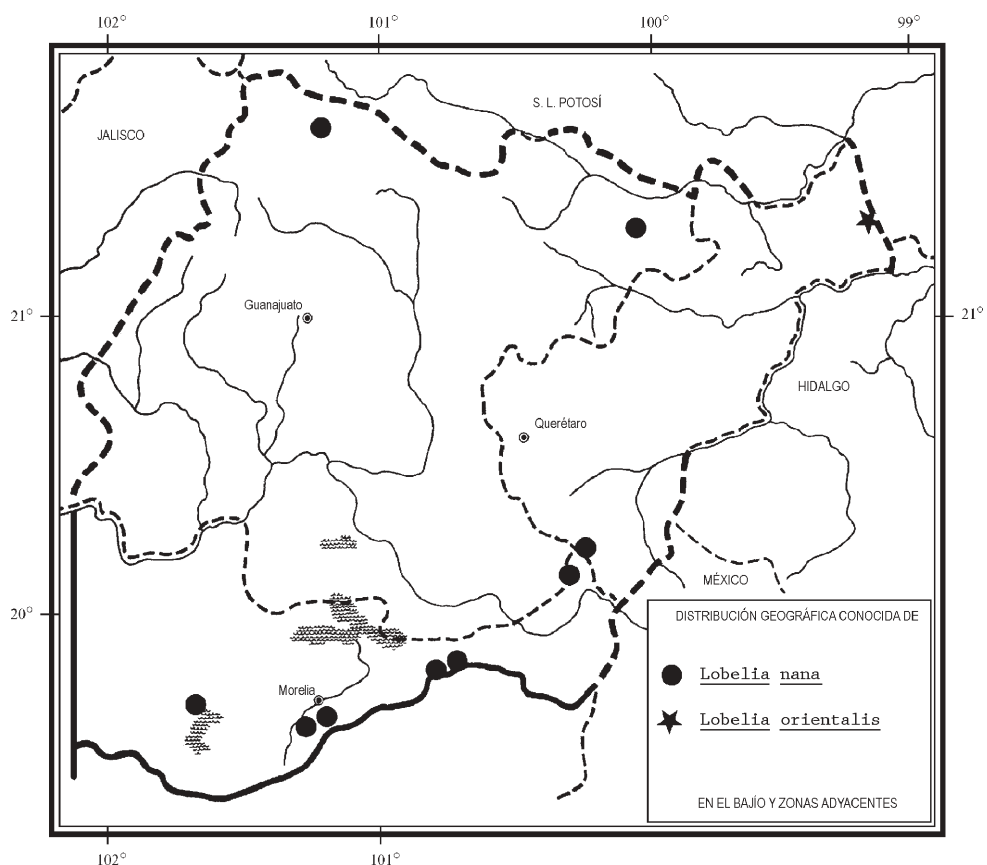 102° 101° 100° 99°
S. L. POTOSÍ
JALISCO
Guanajuato
21° 21°
HIDALGO
Querétaro
MÉXICO
20°
DISTRIBUCIÓN GEOGRÁFICA CONOCIDA DE
Lobelia nana
Morelia
Lobelia orientalis
EN EL BAJÍO Y ZONAS ADYACENTES
102° 101°